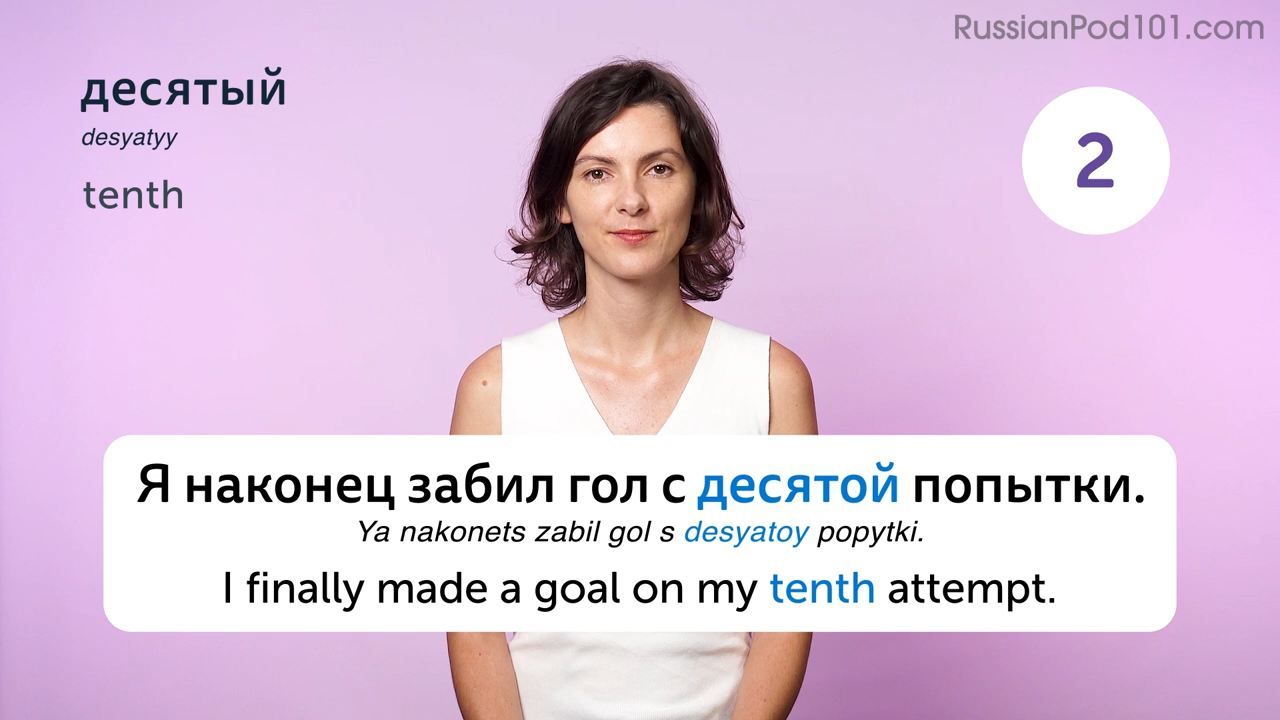 RussianPod101.com
десятый
desyatyy
tenth
2
Я наконец забил гол с десятой попытки.
Ya nakonets zabil gol s desyatoy popytki.
I finally made a goal on my tenth attempt.